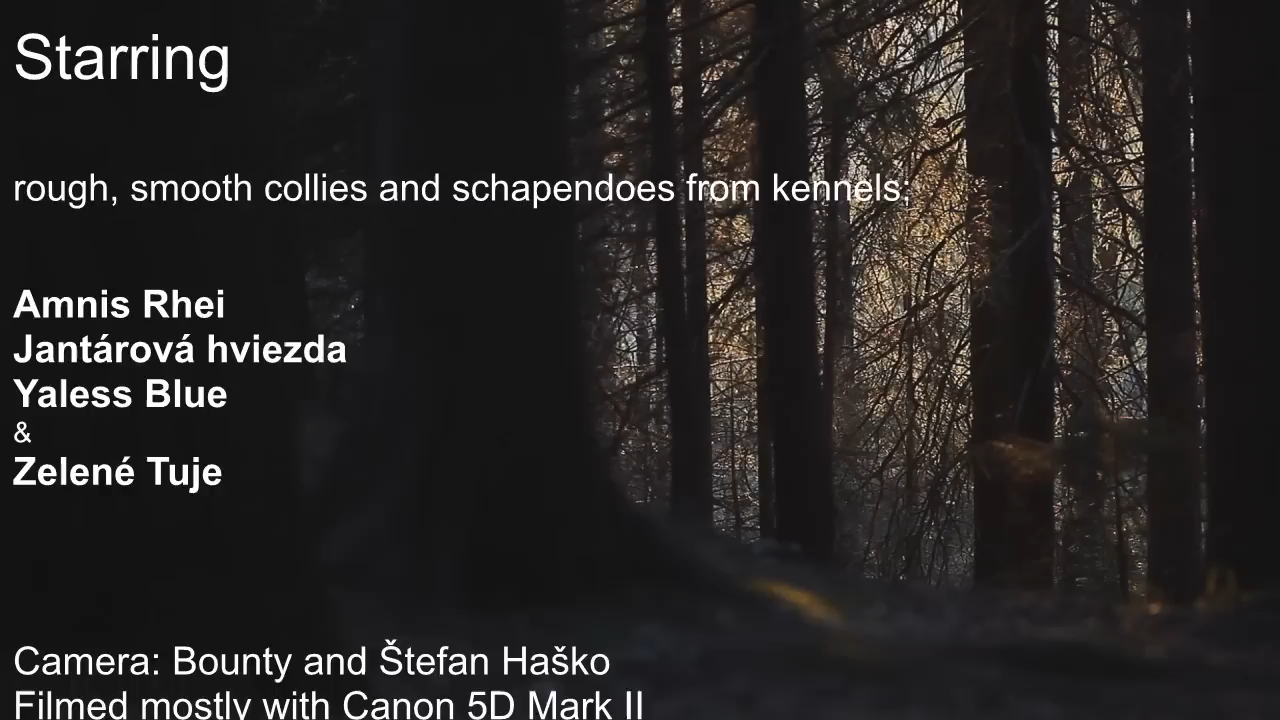 Starring
rough, smooth collies and schapendoes from kennels;
Amnis Rhei
Jantárová hviezda
Yaless Blue
&
Zelené Tuje
Camera: Bounty and Štefan Haško
Filmed mostly with Canon 5D Mark II